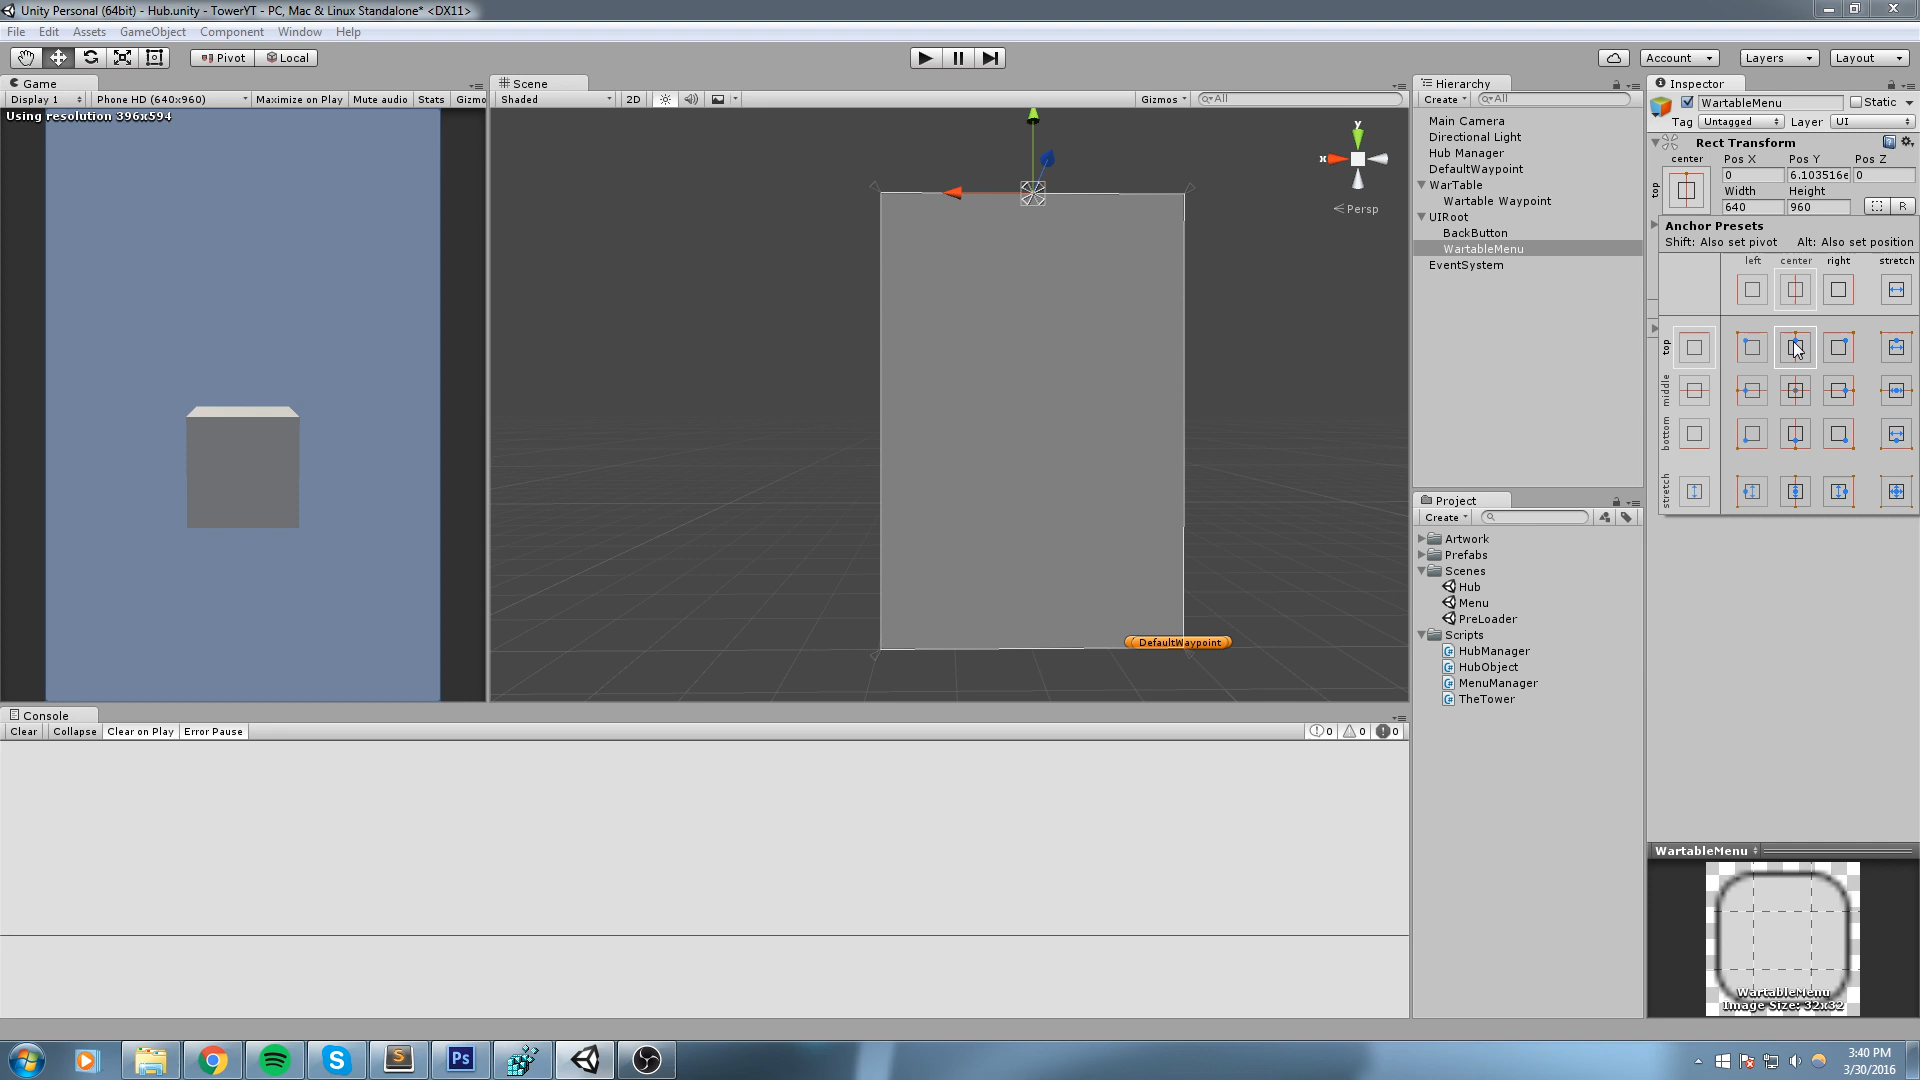 Unity Personal (64bit) - Hub.unity - TowerYT - PC, Mac & Linux Standalone* <DX11>
File Edit Assets GameObject Component Window Help
Pivot Local Account Layers Layout
Game
Display 1 Phone HD (640x960) Maximize on Play Mute audio Stats Gizmo
Using resolution 396x594
Scene
Shaded 2D Gizmos All
y
x
Persp
DefaultWaypoint
Hierarchy
Create All
Main Camera
Directional Light
Hub Manager
DefaultWaypoint
WarTable
Wartable Waypoint
UIRoot
BackButton
WartableMenu
EventSystem
Project
Create
Artwork
Prefabs
Scenes
Hub
Menu
PreLoader
Scripts
HubManager
HubObject
MenuManager
TheTower
Inspector
WartableMenu Static
Tag Untagged Layer UI
Rect Transform
center Pos X Pos Y Pos Z
top 0 6.103516e 0
Width Height
640 960 R
Anchor Presets
Shift: Also set pivot Alt: Also set position
left center right stretch
top
middle
bottom
stretch
WartableMenu
WartableMenu
Image Size: 32x32
Console
Clear Collapse Clear on Play Error Pause 0 0 0
S Ps
3:40 PM
3/30/2016